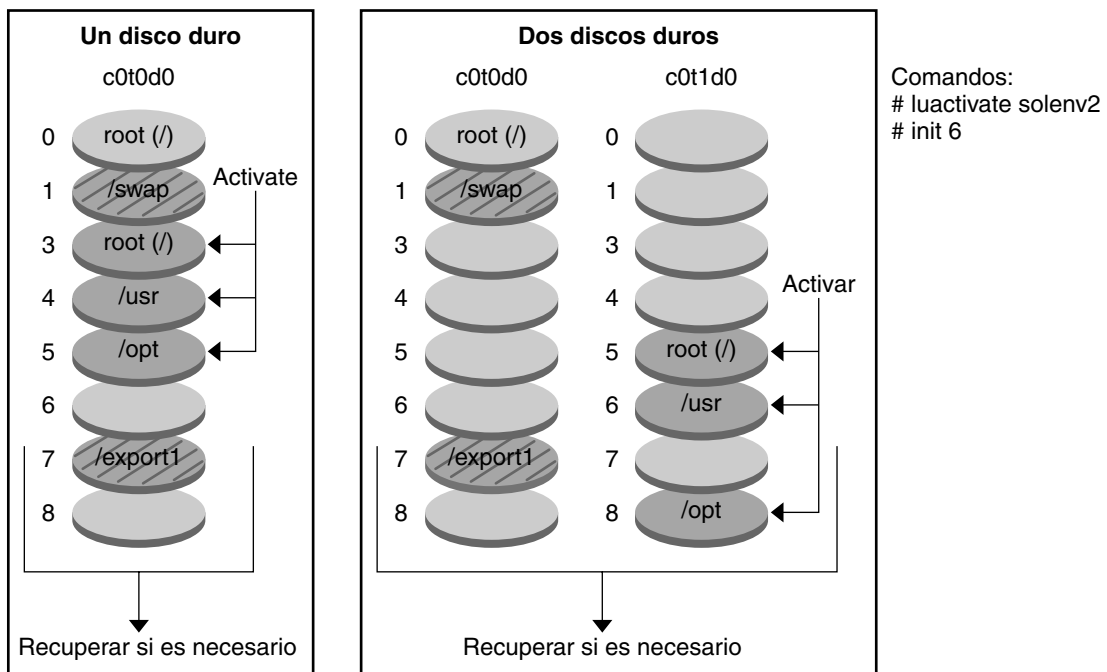 Un disco duro
c0t0d0
0 root (/)
1 /swap
Activate
3 root (/)
4 /usr
5 /opt
6
7 /export1
8
Recuperar si es necesario
Dos discos duros
c0t0d0
0 root (/)
1 /swap
3
4
5
6
7 /export1
8
c0t1d0
0
1
3
4
Activar
5 root (/)
6 /usr
7
8 /opt
Recuperar si es necesario
Comandos:
# luactivate solenv2
# init 6